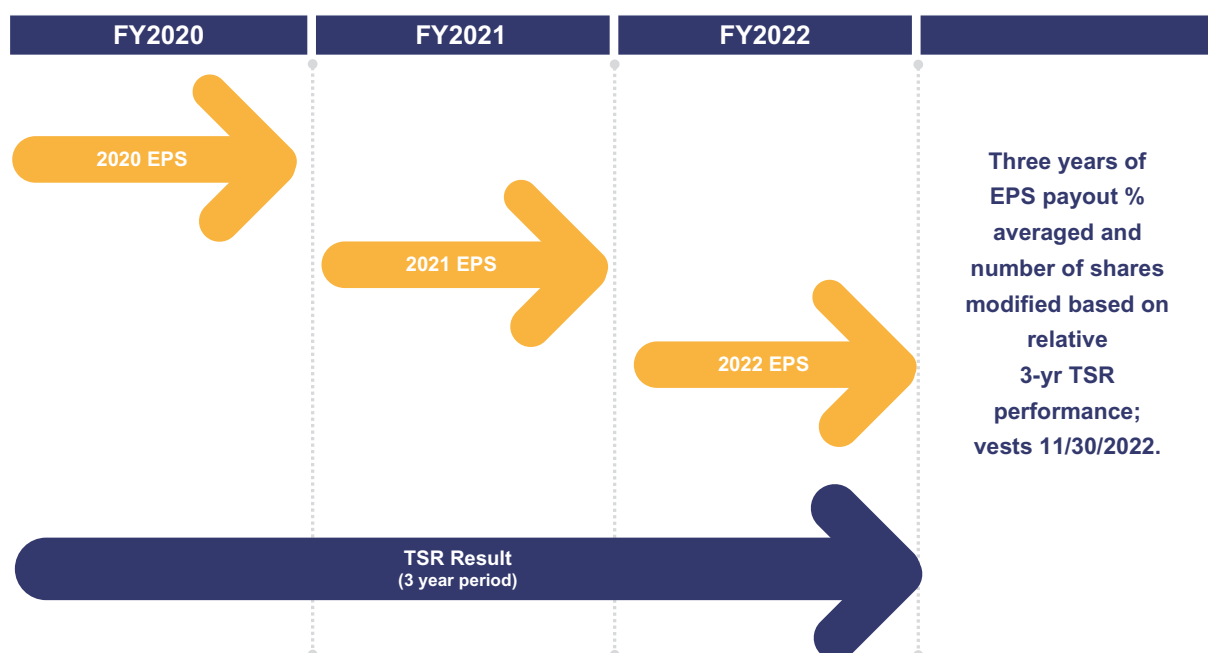 FY2020
FY2021
FY2022
2020 EPS
2021 EPS
2022 EPS
Three years of
EPS payout %
averaged and
number of shares
modified based on
relative
3-yr TSR
performance;
vests 11/30/2022.
TSR Result
(3 year period)